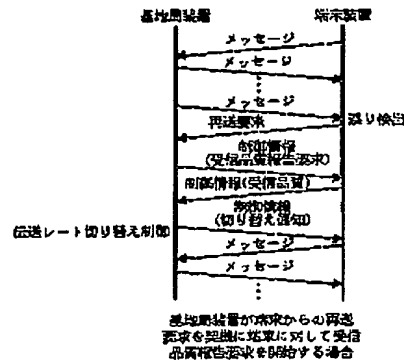 基地局装置
端末装置
メッセージ
メッセージ
メッセージ
再送要求
誤り検出
制御情報
(受信品質報告要求)
制御情報(受信品質)
制御情報
(切り替え通知)
伝送レート切り替え制御
メッセージ
メッセージ
基地局装置が端末からの再送
要求を契機に端末に対して受信
品質報告要求を開始する場合